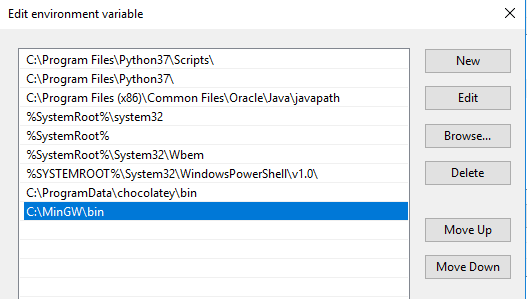 Edit environment variable
C:\Program Files\Python37\Scripts\
New
C:\Program Files\Python37\
C:\Program Files (x86)\Common Files\Oracle\Java\javapath
Edit
%SystemRoot%\system32
%SystemRoot%
Browse...
%SystemRoot%\System32\Wbem
%SYSTEMROOT%\System32\WindowsPowerShell\v1.0\
Delete
C:\ProgramData\chocolatey\bin
C:\MinGW\bin
Move Up
Move Down